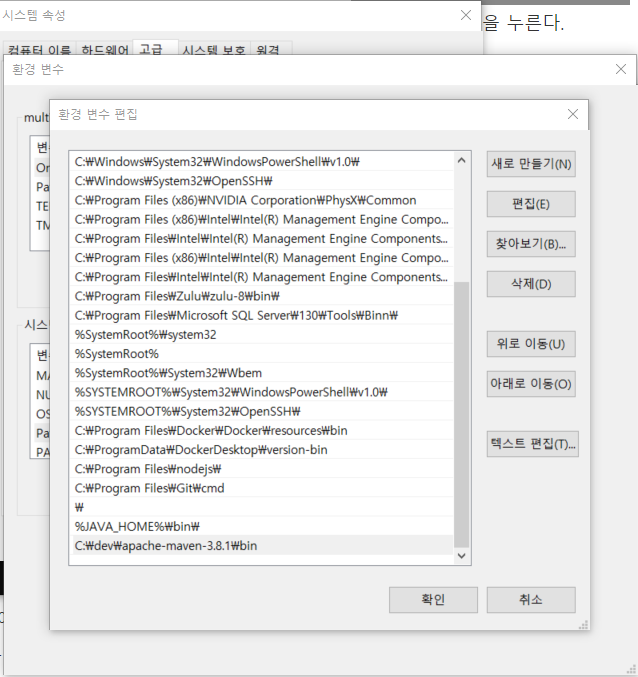 시스템 속성
을 누른다.
컴퓨터 이름 하드웨어 고급 시스템 보호 원격
환경 변수
환경 변수 편집
mult
변
Or
Pa
TE
TM
C:₩Windows₩System32₩WindowsPowerShell₩v1.0₩
C:₩Windows₩System32₩OpenSSH₩
C:₩Program Files (x86)₩NVIDIA Corporation₩PhysX₩Common
C:₩Program Files (x86)₩Intel₩Intel(R) Management Engine Compo...
C:₩Program Files₩Intel₩Intel(R) Management Engine Components...
C:₩Program Files (x86)₩Intel₩Intel(R) Management Engine Compo...
C:₩Program Files₩Intel₩Intel(R) Management Engine Components...
C:₩Program Files₩Zulu₩zulu-8₩bin₩
C:₩Program Files₩Microsoft SQL Server₩130₩Tools₩Binn₩
%SystemRoot%₩system32
%SystemRoot%
%SystemRoot%₩System32₩Wbem
%SYSTEMROOT%₩System32₩WindowsPowerShell₩v1.0₩
%SYSTEMROOT%₩System32₩OpenSSH₩
C:₩Program Files₩Docker₩Docker₩resources₩bin
C:₩ProgramData₩DockerDesktop₩version-bin
C:₩Program Files₩nodejs₩
C:₩Program Files₩Git₩cmd
₩
%JAVA_HOME%₩bin₩
C:₩dev₩apache-maven-3.8.1₩bin
새로 만들기(N)
편집(E)
찾아보기(B)...
삭제(D)
위로 이동(U)
아래로 이동(O)
텍스트 편집(T)...
시스
변
MA
NU
OS
Pa
PA
확인
취소